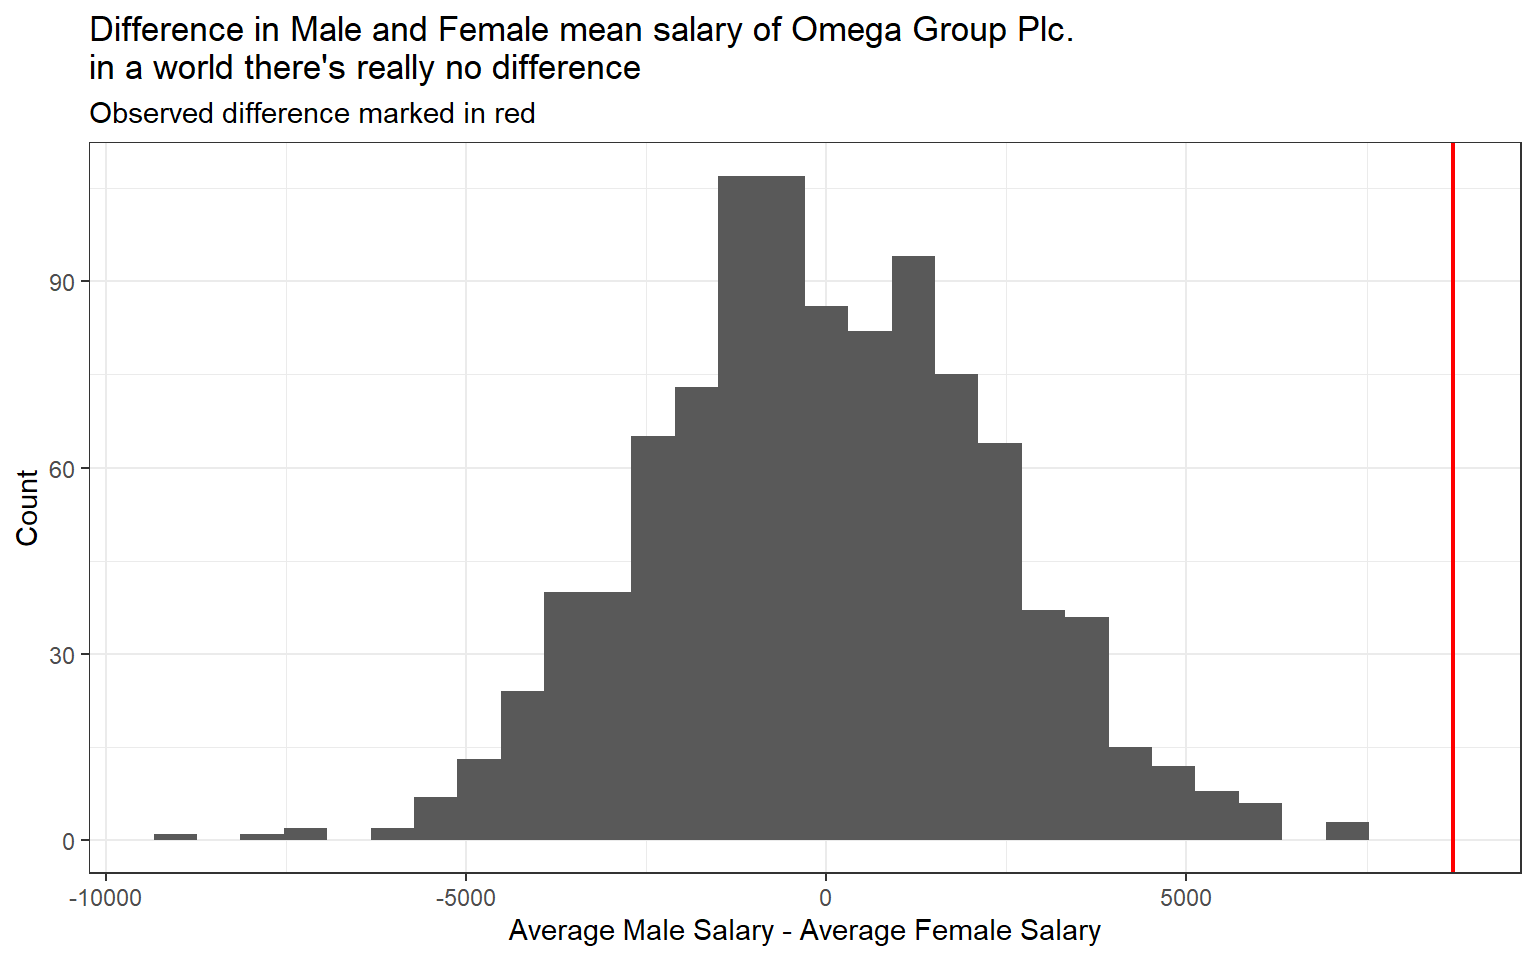 Difference in Male and Female mean salary of Omega Group Plc.
in a world there's really no difference
Observed difference marked in red
90
60
30
0
Count
-10000
-5000
0
5000
Average Male Salary - Average Female Salary